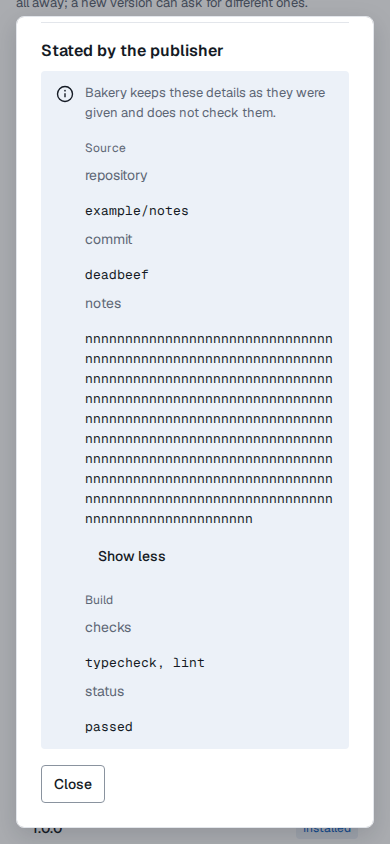 all away; a new version can ask for different ones.
Stated by the publisher
Bakery keeps these details as they were
given and does not check them.
Source
repository
example/notes
commit
deadbeef
notes
nnnnnnnnnnnnnnnnnnnnnnnnnnnnnnn
nnnnnnnnnnnnnnnnnnnnnnnnnnnnnnn
nnnnnnnnnnnnnnnnnnnnnnnnnnnnnnn
nnnnnnnnnnnnnnnnnnnnnnnnnnnnnnn
nnnnnnnnnnnnnnnnnnnnnnnnnnnnnnn
nnnnnnnnnnnnnnnnnnnnnnnnnnnnnnn
nnnnnnnnnnnnnnnnnnnnnnnnnnnnnnn
nnnnnnnnnnnnnnnnnnnnnnnnnnnnnnn
nnnnnnnnnnnnnnnnnnnnnnnnnnnnnnn
nnnnnnnnnnnnnnnnnnnnn
Show less
Build
checks
typecheck, lint
status
passed
Close
1.0.0
Installed